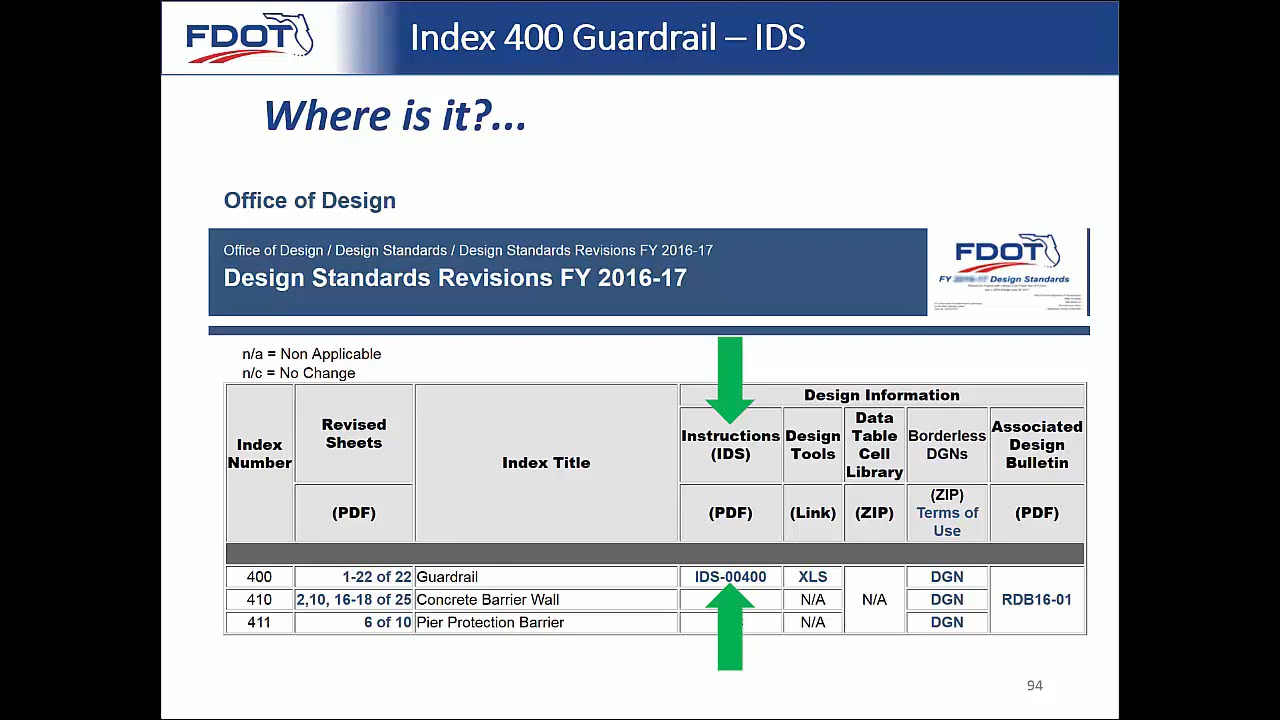 FDOT
Index 400 Guardrail – IDS
Where is it?...
Office of Design
Office of Design / Design Standards / Design Standards Revisions FY 2016-17
Design Standards Revisions FY 2016-17
FDOT
FY Design Standards
n/a = Non Applicable
n/c = No Change
Index Number
Revised Sheets
(PDF)
Index Title
Design Information
Instructions (IDS)
(PDF)
Design Tools
(Link)
Data Table Cell Library
(ZIP)
Borderless DGNs
(ZIP) Terms of Use
Associated Design Bulletin
(PDF)
400 1-22 of 22 Guardrail IDS-00400 XLS DGN
410 2,10, 16-18 of 25 Concrete Barrier Wall N/A N/A DGN RDB16-01
411 6 of 10 Pier Protection Barrier N/A DGN
94